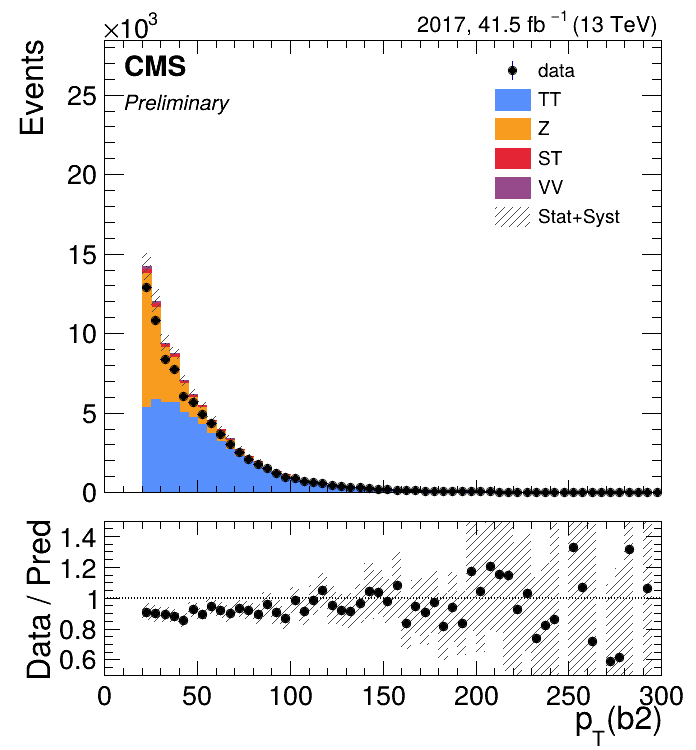 ×10³
2017, 41.5 fb⁻¹ (13 TeV)
CMS
Preliminary
Events
25
20
15
10
5
0
data
TT
Z
ST
VV
Stat+Syst
Data / Pred
1.4
1.2
1
0.8
0.6
0 50 100 150 200 250 300
p_T(b2)